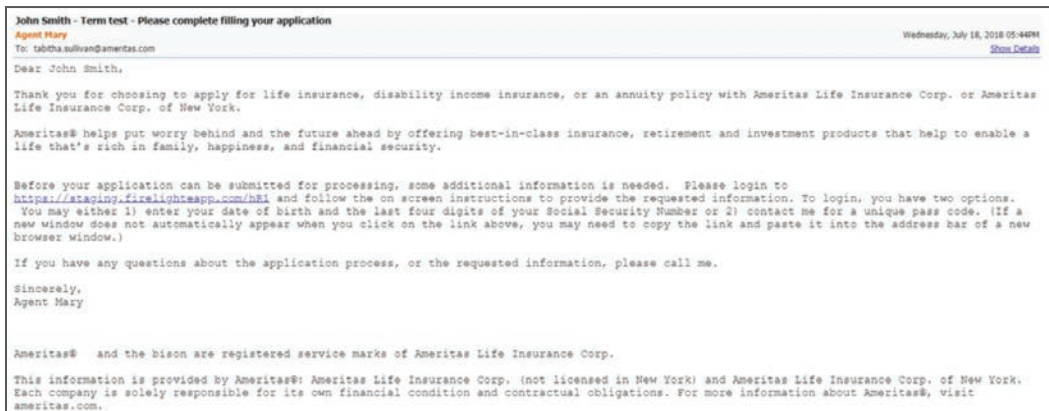 John Smith - Term test - Please complete filling your application
Agent Mary
Wednesday, July 18, 2018 05:44PM
To: tabitha.sullivan@ameritas.com
Show Details
Dear John Smith,
Thank you for choosing to apply for life insurance, disability income insurance, or an annuity policy with Ameritas Life Insurance Corp. or Ameritas
Life Insurance Corp. of New York.
Ameritas® helps put worry behind and the future ahead by offering best-in-class insurance, retirement and investment products that help to enable a
life that's rich in family, happiness, and financial security.
Before your application can be submitted for processing, some additional information is needed. Please login to
https://staging.firelighteapp.com/hR1 and follow the on screen instructions to provide the requested information. To login, you have two options.
You may either 1) enter your date of birth and the last four digits of your Social Security Number or 2) contact me for a unique pass code. (If a
new window does not automatically appear when you click on the link above, you may need to copy the link and paste it into the address bar of a new
browser window.)
If you have any questions about the application process, or the requested information, please call me.
Sincerely,
Agent Mary
Ameritas® and the bison are registered service marks of Ameritas Life Insurance Corp.
This information is provided by Ameritas®: Ameritas Life Insurance Corp. (not licensed in New York) and Ameritas Life Insurance Corp. of New York.
Each company is solely responsible for its own financial condition and contractual obligations. For more information about Ameritas®, visit
ameritas.com.